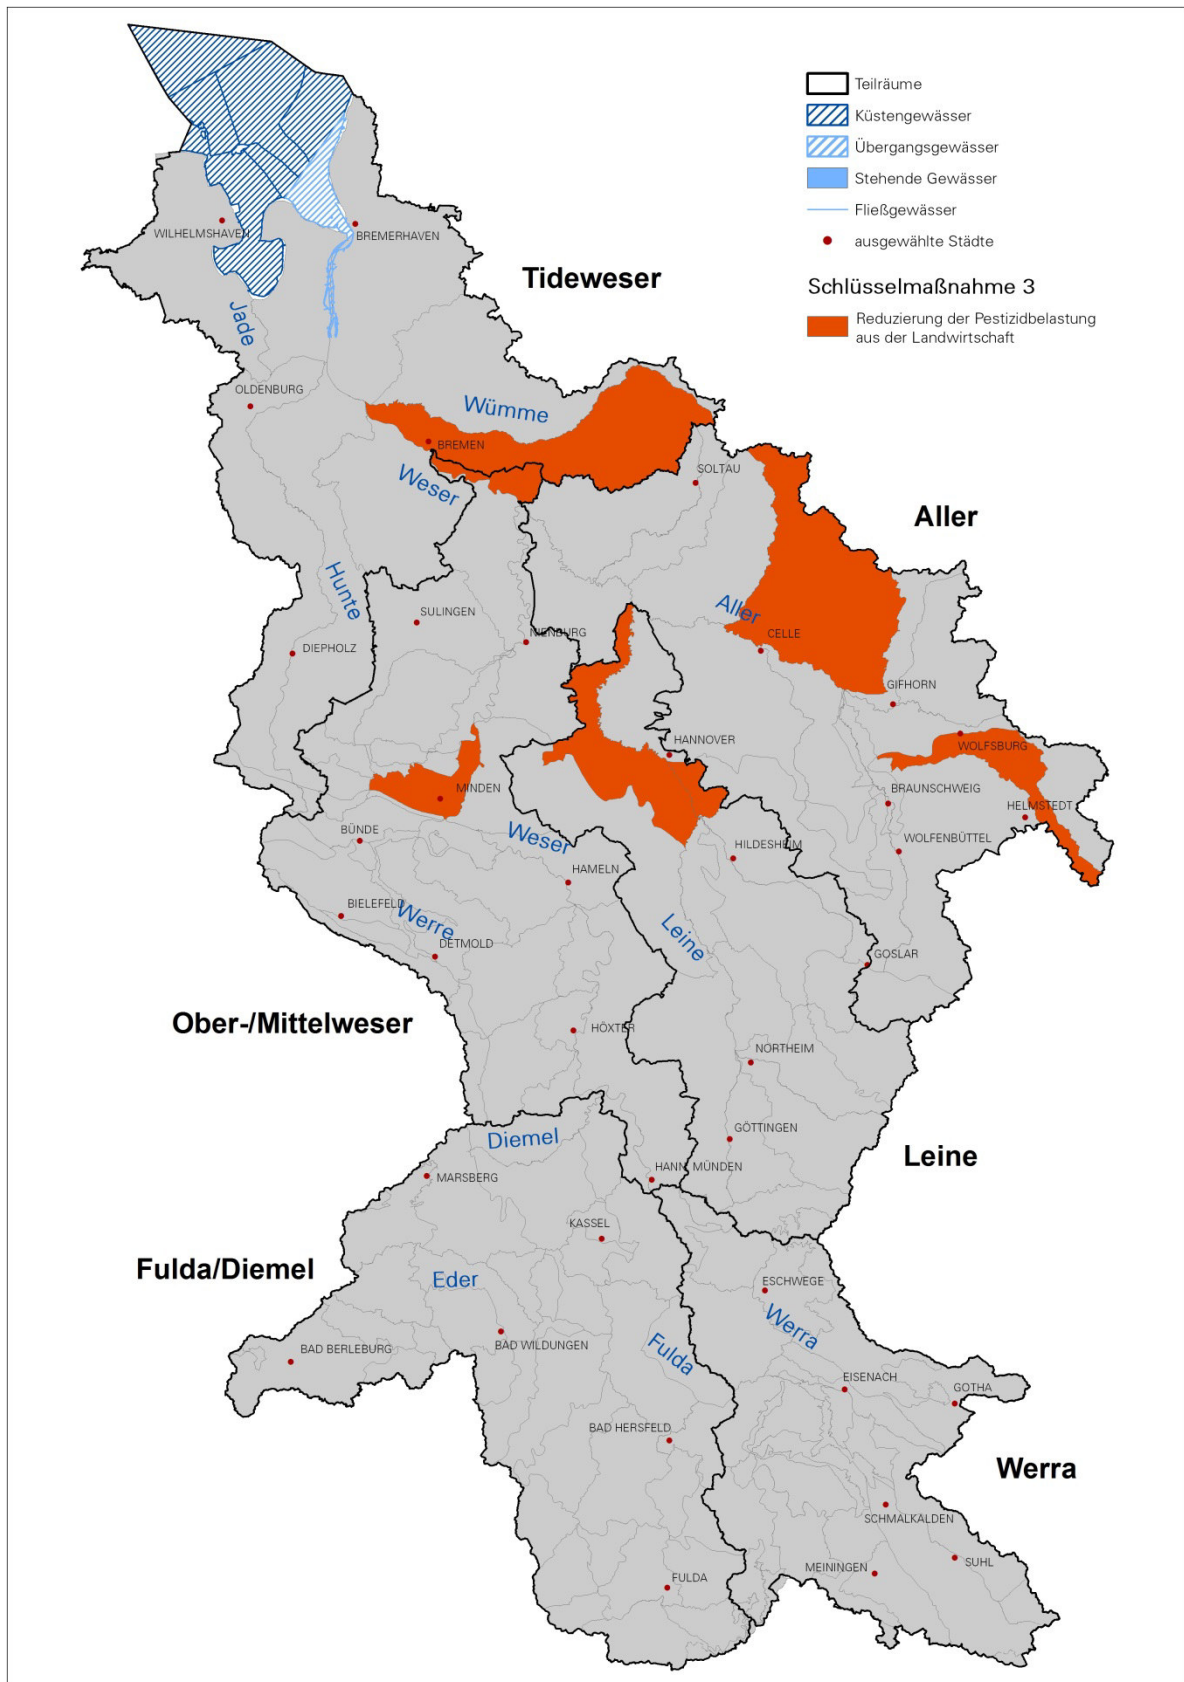 Teilräume
Küstengewässer
Übergangsgewässer
Stehende Gewässer
Fließgewässer
ausgewählte Städte
Schlüsselmaßnahme 3
Reduzierung der Pestizidbelastung
aus der Landwirtschaft
WILHELMSHAVEN
BREMERHAVEN
Tideweser
Jade
OLDENBURG
Wümme
BREMEN
Weser
SOLTAU
Aller
Hunte
SULINGEN
Aller
NIENBURG
CELLE
DIEPHOLZ
GIFHORN
HANNOVER
WOLFSBURG
MINDEN
BRAUNSCHWEIG
HELMSTEDT
BÜNDE
Weser
HILDESHEIM
WOLFENBÜTTEL
HAMELN
BIELEFELD
Werre
Leine
DETMOLD
GOSLAR
Ober-/Mittelweser
HÖXTER
NORTHEIM
Diemel
GÖTTINGEN
Leine
MARSBERG
HANN. MÜNDEN
KASSEL
Fulda/Diemel
Eder
ESCHWEGE
Werra
BAD BERLEBURG
BAD WILDUNGEN
Fulda
EISENACH
GOTHA
BAD HERSFELD
Werra
SCHMALKALDEN
SUHL
MEININGEN
FULDA